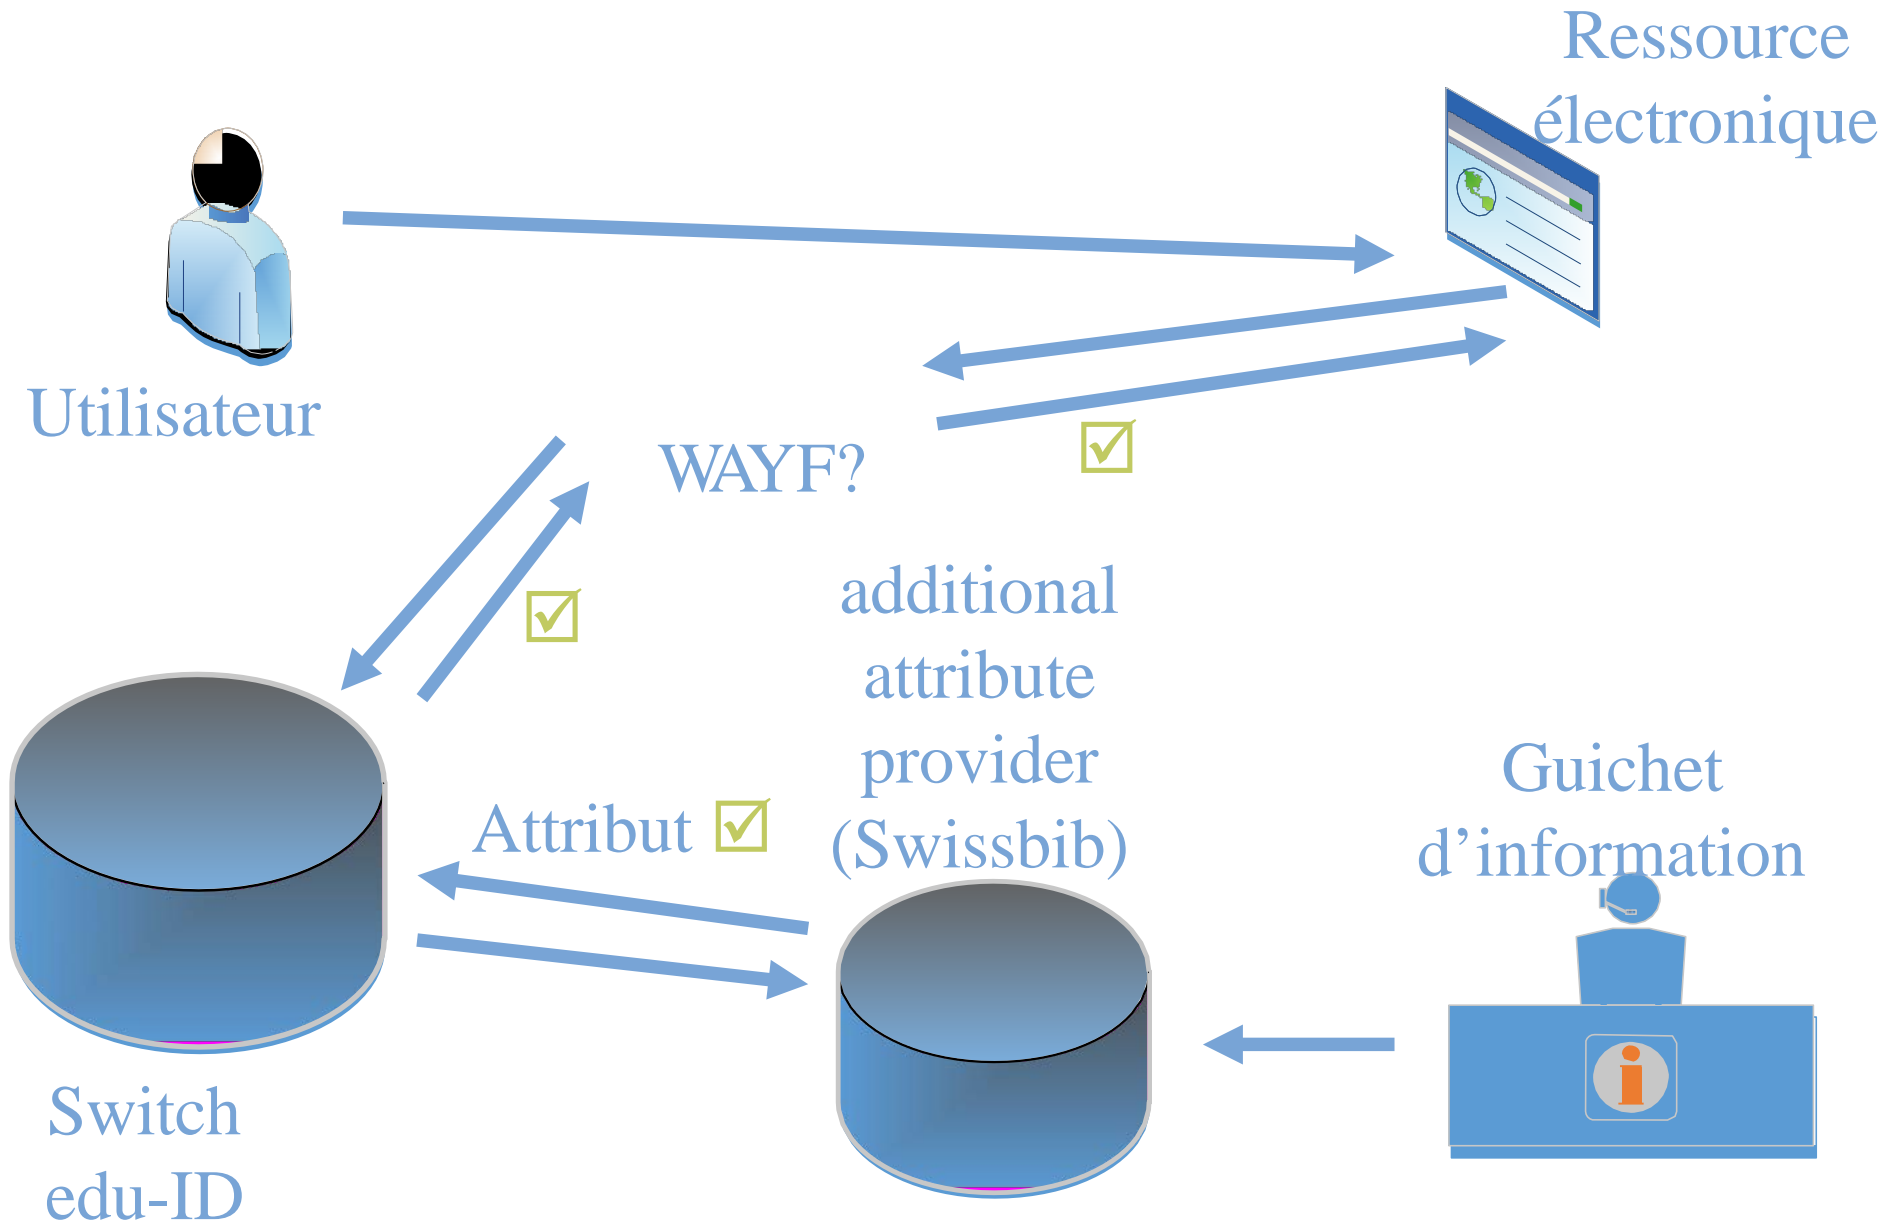 Ressource
électronique
Utilisateur
WAYF?
additional
attribute
provider
(Swissbib)
Attribut
Guichet
d’information
Switch
edu-ID